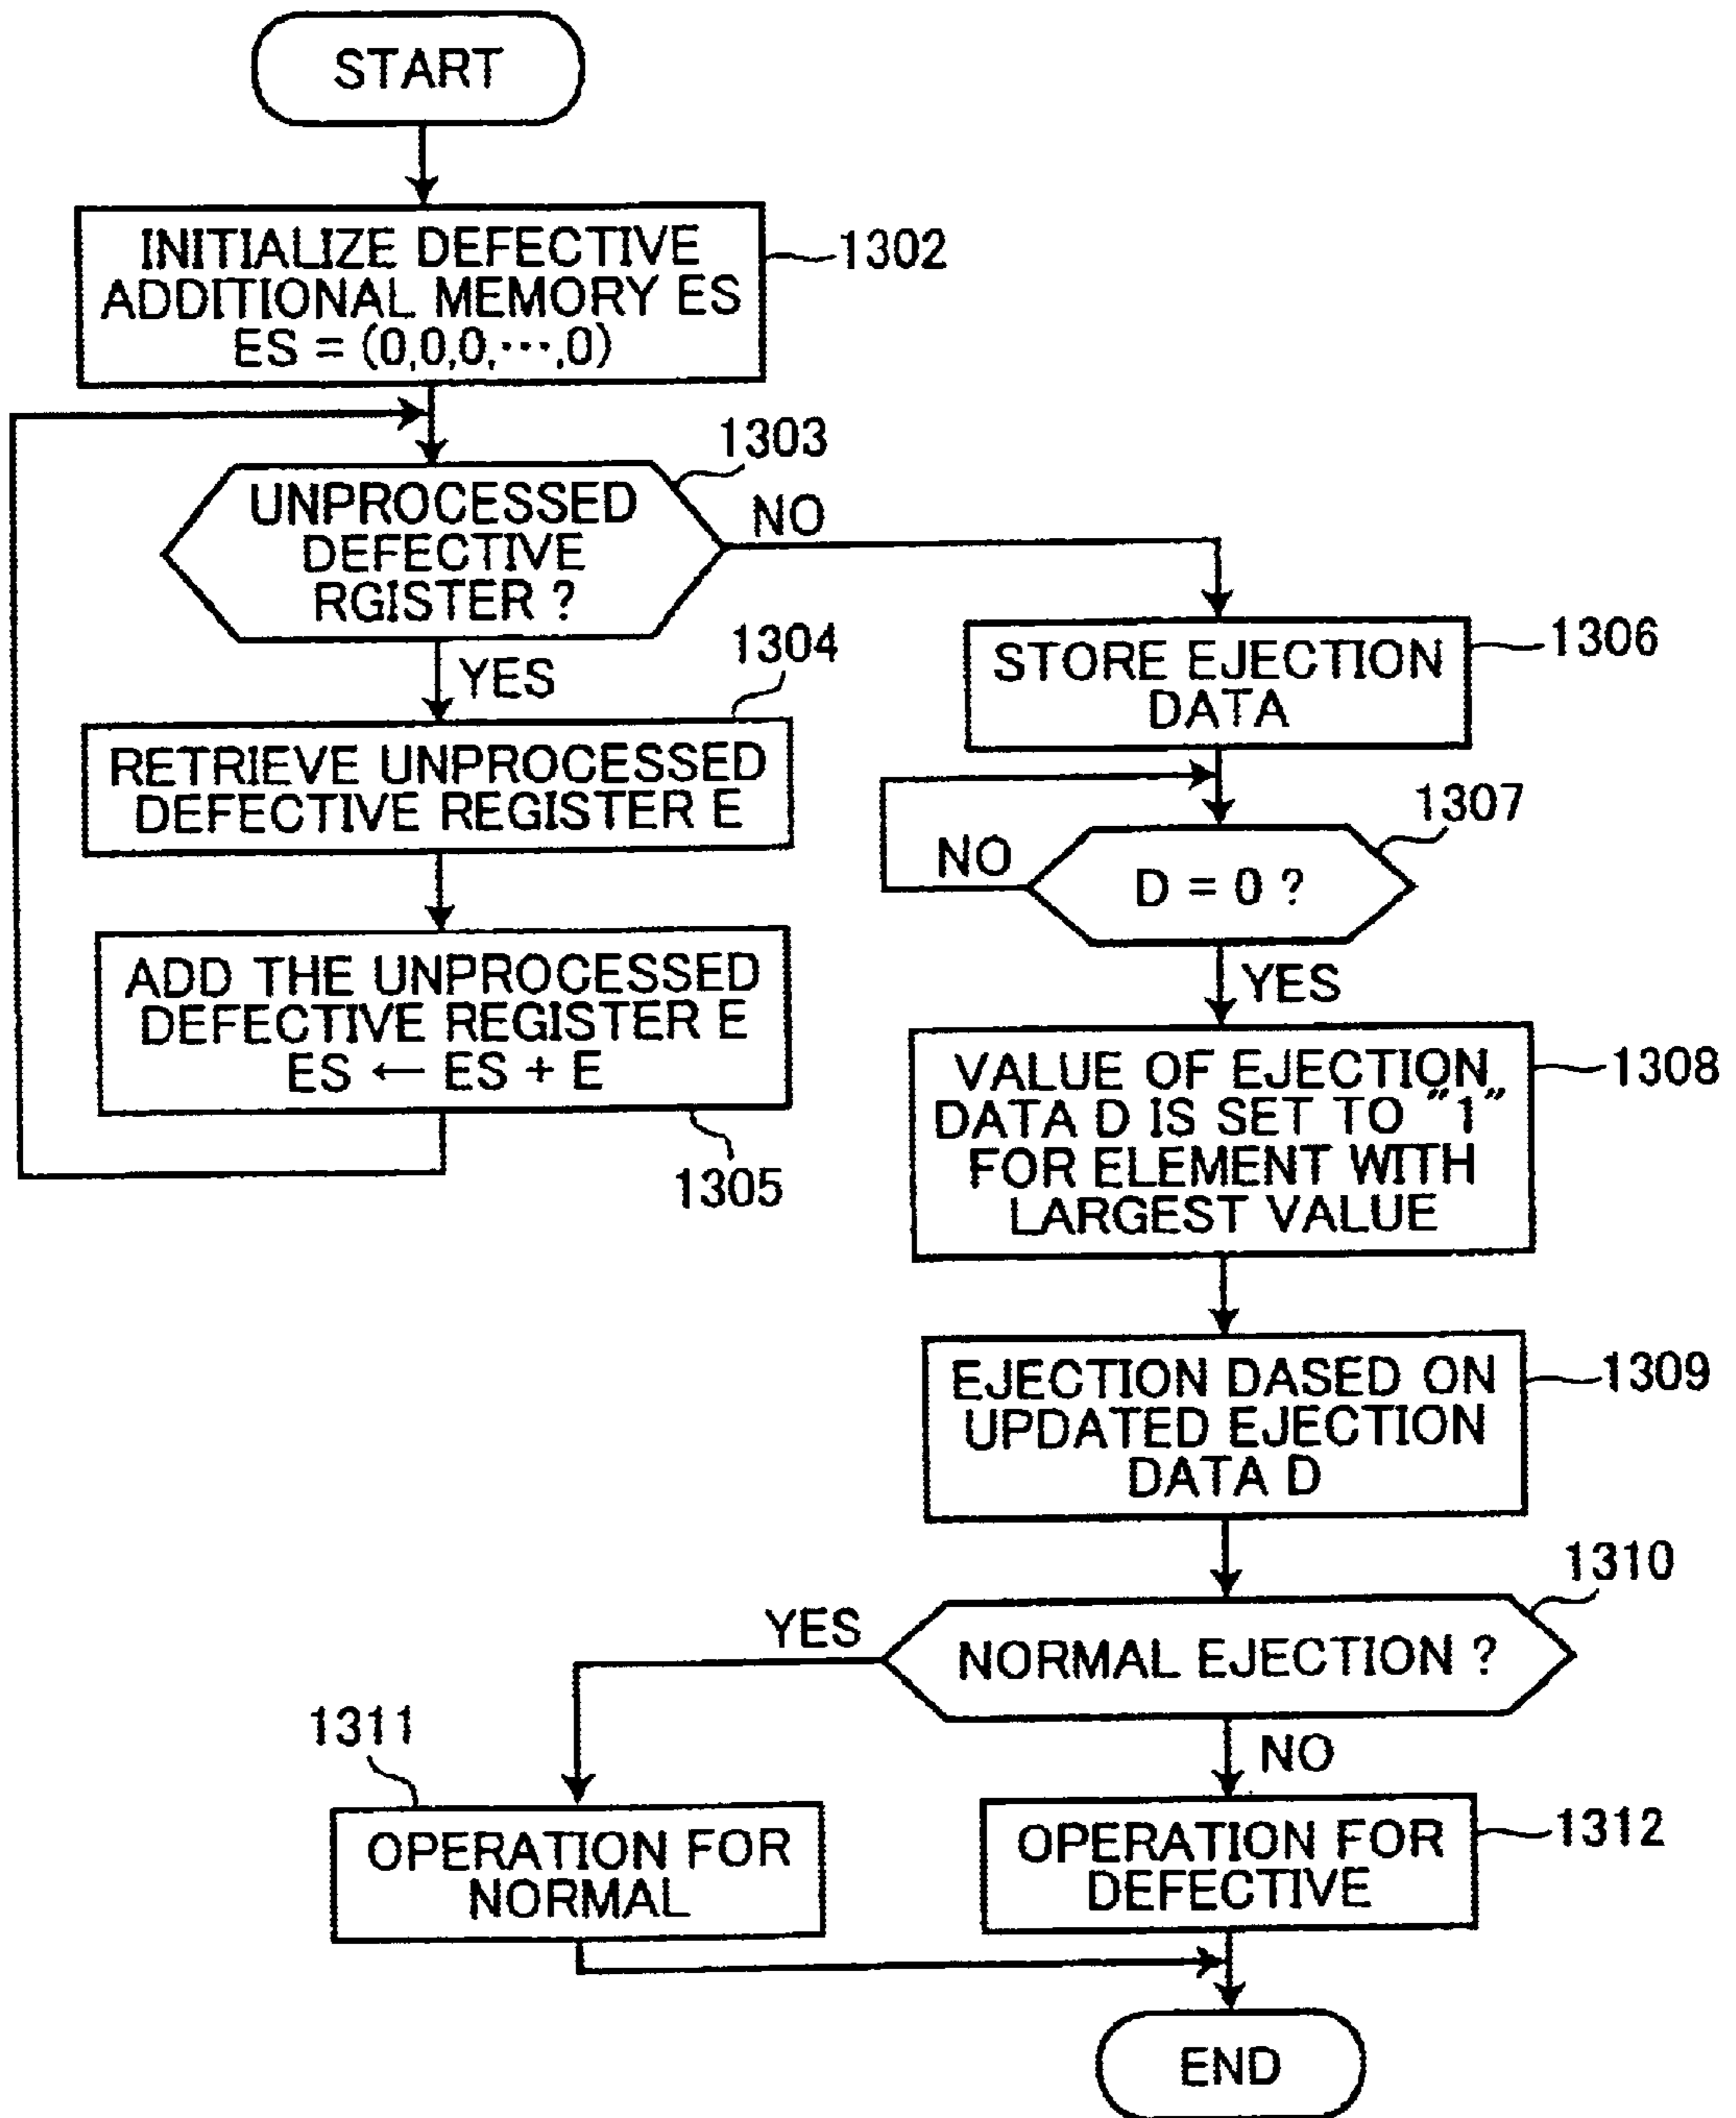 START
INITIALIZE DEFECTIVE
ADDITIONAL MEMORY ES
ES = (0,0,0,⋯,0)
1302
1303
UNPROCESSED
DEFECTIVE
RGISTER ?
NO
YES
1304
RETRIEVE UNPROCESSED
DEFECTIVE REGISTER E
ADD THE UNPROCESSED
DEFECTIVE REGISTER E
ES ← ES + E
1305
STORE EJECTION
DATA
1306
1307
NO
D = 0 ?
YES
VALUE OF EJECTION
DATA D IS SET TO "1"
FOR ELEMENT WITH
LARGEST VALUE
1308
EJECTION DASED ON
UPDATED EJECTION
DATA D
1309
1310
YES
NORMAL EJECTION ?
NO
1311
OPERATION FOR
NORMAL
OPERATION FOR
DEFECTIVE
1312
END